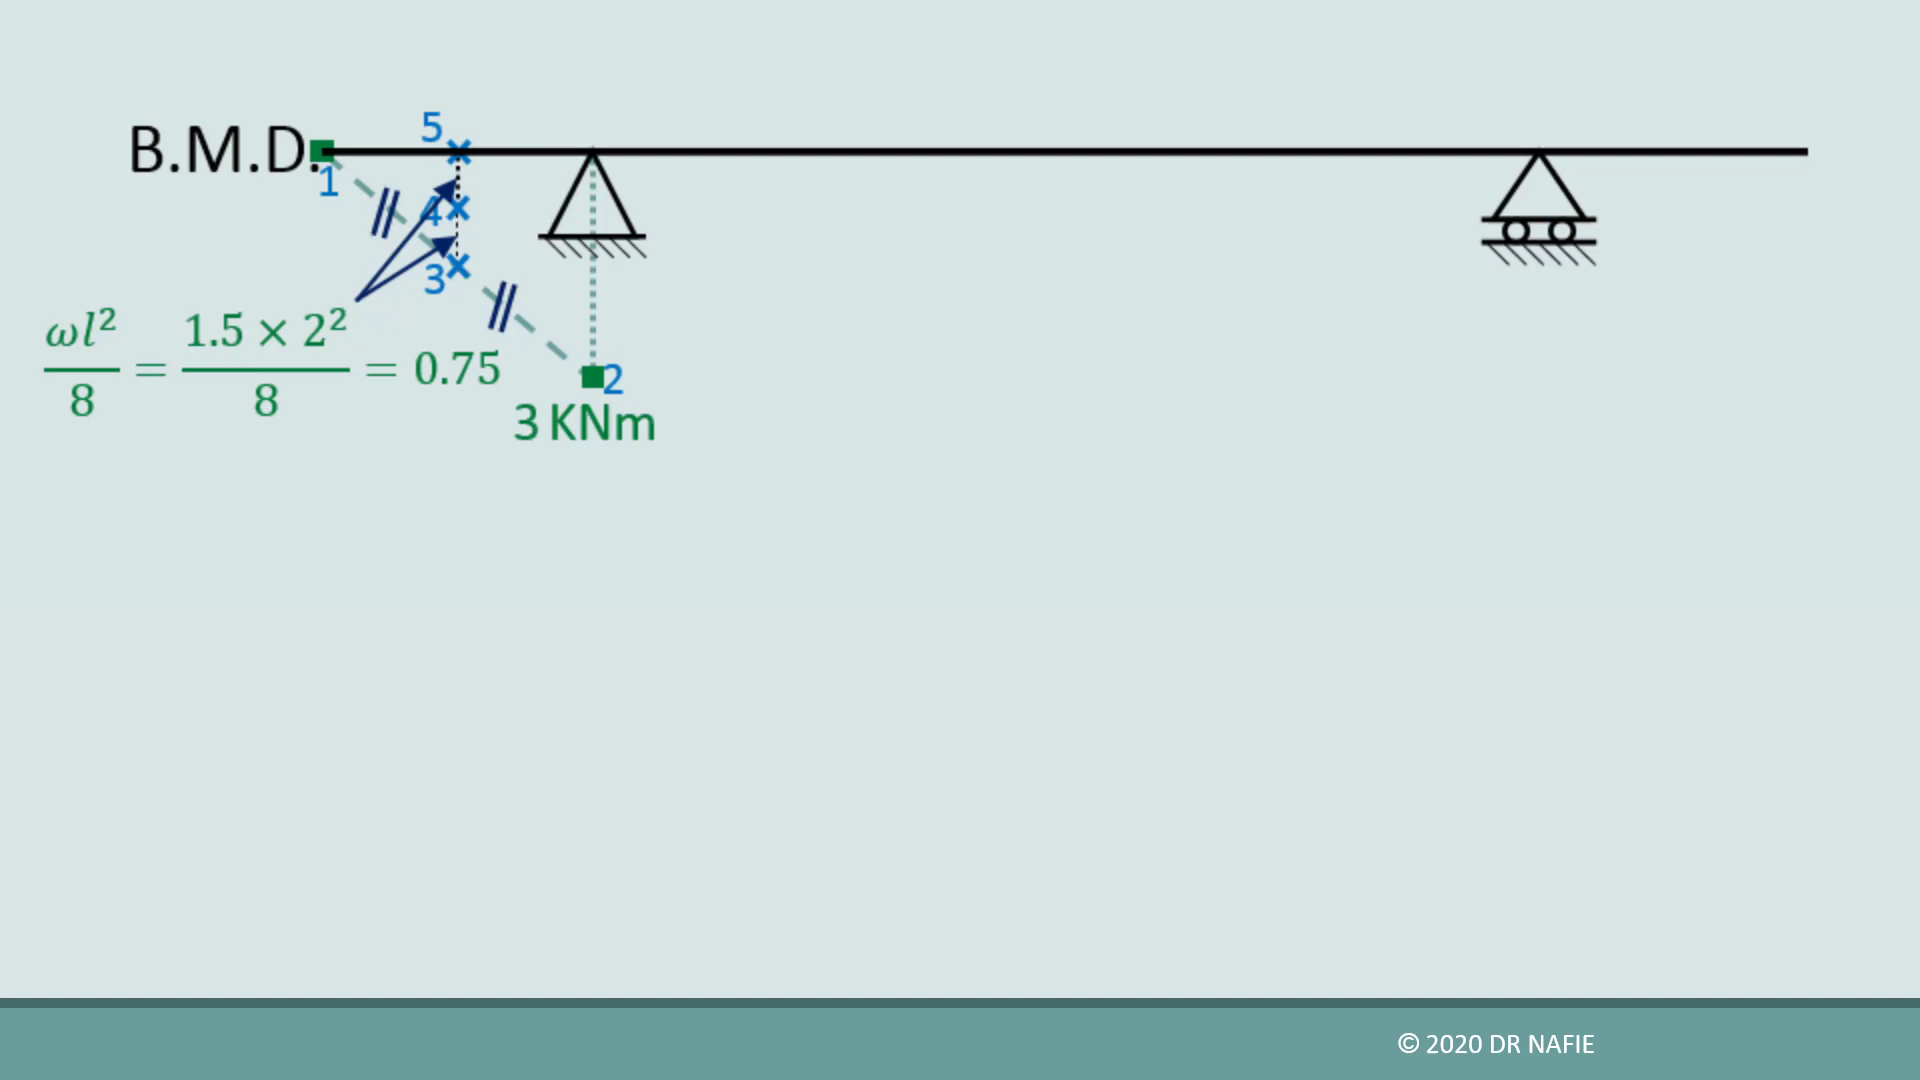 B.M.D.
5
1
4
3
ωl²/8 = 1.5 × 2²/8 = 0.75
2
3 KNm
© 2020 DR NAFIE